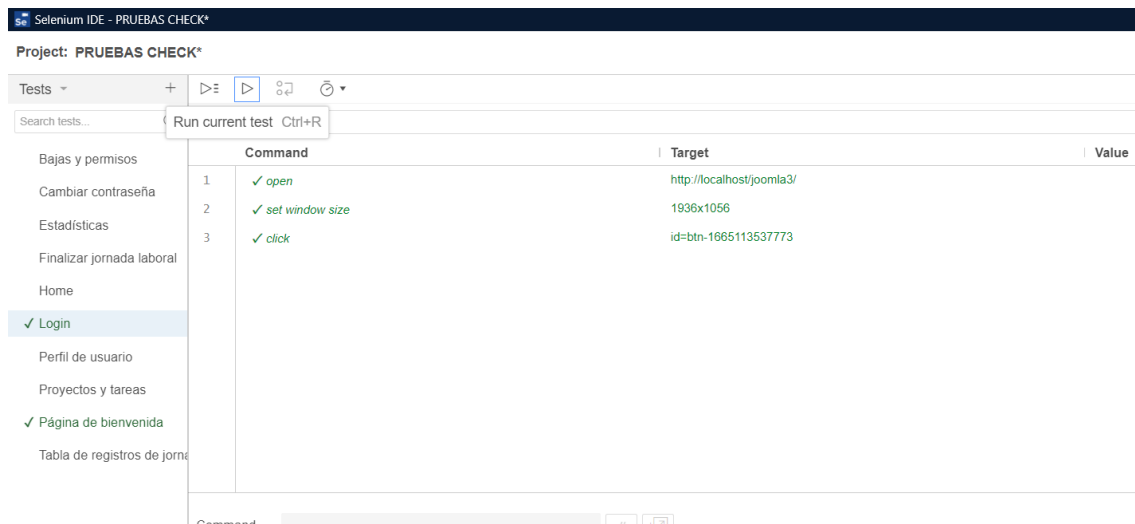 Selenium IDE - PRUEBAS CHECK*
Project: PRUEBAS CHECK*
Tests
Search tests...
Run current test Ctrl+R
Command Target Value
Bajas y permisos
Cambiar contraseña
Estadísticas
Finalizar jornada laboral
Home
✓ Login
Perfil de usuario
Proyectos y tareas
✓ Página de bienvenida
Tabla de registros de jorna
1 ✓ open http://localhost/joomla3/
2 ✓ set window size 1936x1056
3 ✓ click id=btn-1665113537773
Command